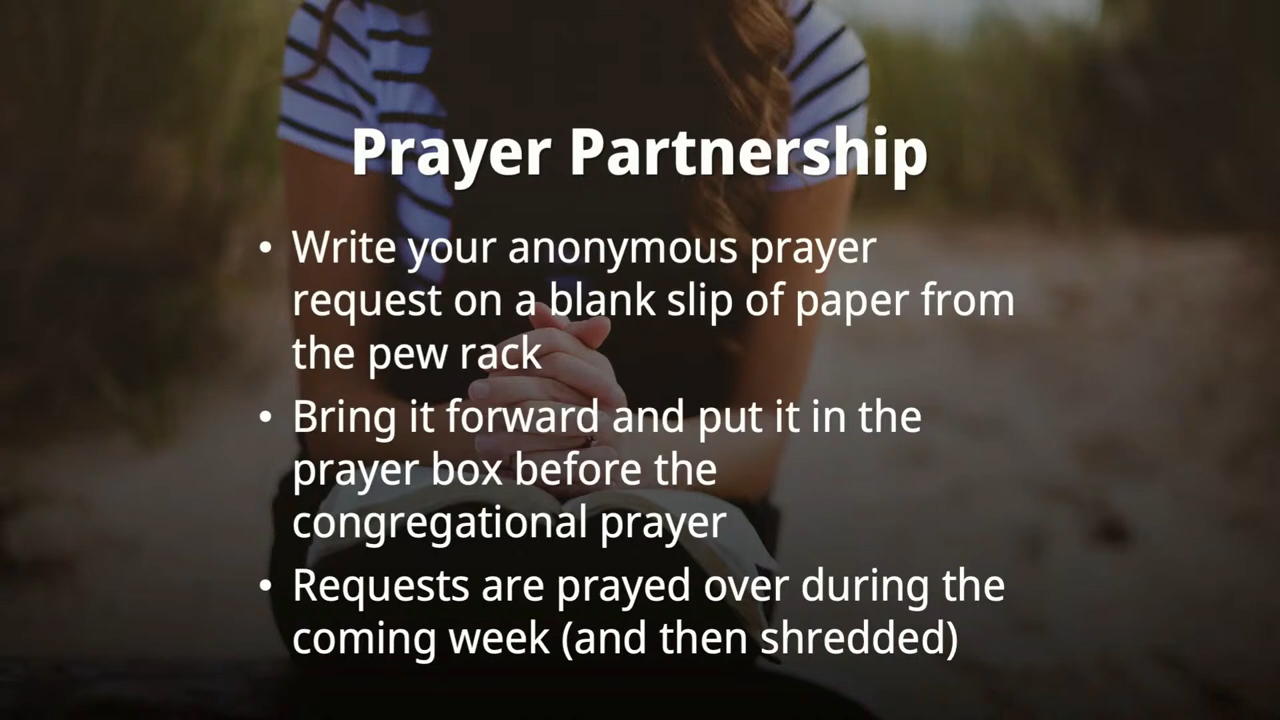 Prayer Partnership
• Write your anonymous prayer
request on a blank slip of paper from
the pew rack
• Bring it forward and put it in the
prayer box before the
congregational prayer
• Requests are prayed over during the
coming week (and then shredded)